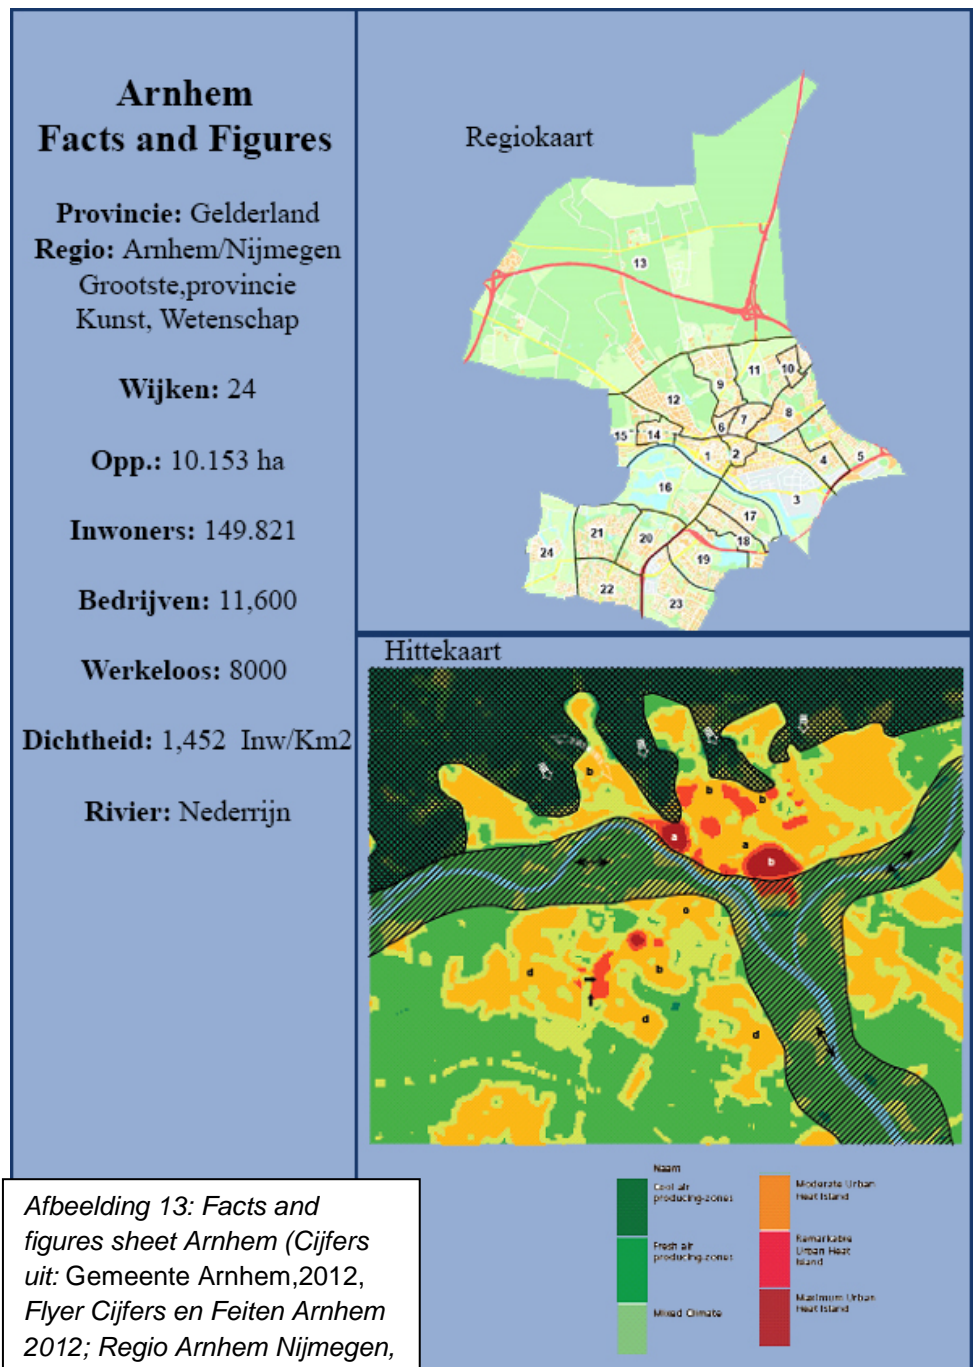 Arnhem
Facts and Figures
Provincie: Gelderland
Regio: Arnhem/Nijmegen
Grootste,provincie
Kunst, Wetenschap
Wijken: 24
Opp.: 10.153 ha
Inwoners: 149.821
Bedrijven: 11,600
Werkeloos: 8000
Dichtheid: 1,452 Inw/Km2
Rivier: Nederrijn
Regiokaart
13
11
10
9
12
8
7
6
15
14
1
2
4
5
3
16
17
18
21
20
19
24
22
23
Hittekaart
b
b
b
a
a
b
c
d
b
d
d
Naam
Cool air
producing-zones
Fresh air
producing-zones
Mixed Climate
Moderate Urban
Heat Island
Remarkable
Urban Heat
Island
Maximum Urban
Heat Island
Afbeelding 13: Facts and
figures sheet Arnhem (Cijfers
uit: Gemeente Arnhem,2012,
Flyer Cijfers en Feiten Arnhem
2012; Regio Arnhem Nijmegen,